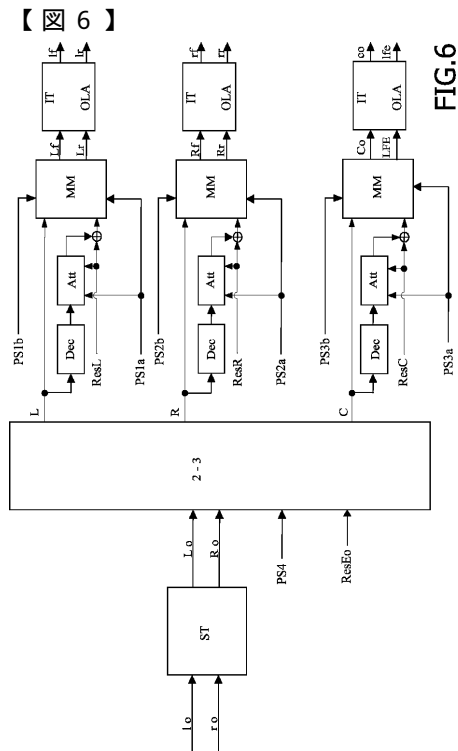 【図6】
lf
lr
IT
OLA
Lf
Lr
PS1b
MM
Att
Dec
ResL
PS1a
L
rf
rr
IT
OLA
Rf
Rr
PS2b
MM
Att
Dec
ResR
PS2a
R
co
lfe
IT
OLA
Co
LFE
PS3b
MM
Att
Dec
ResC
PS3a
C
2 - 3
Lo
Ro
PS4
ResEo
ST
lo
ro
FIG.6